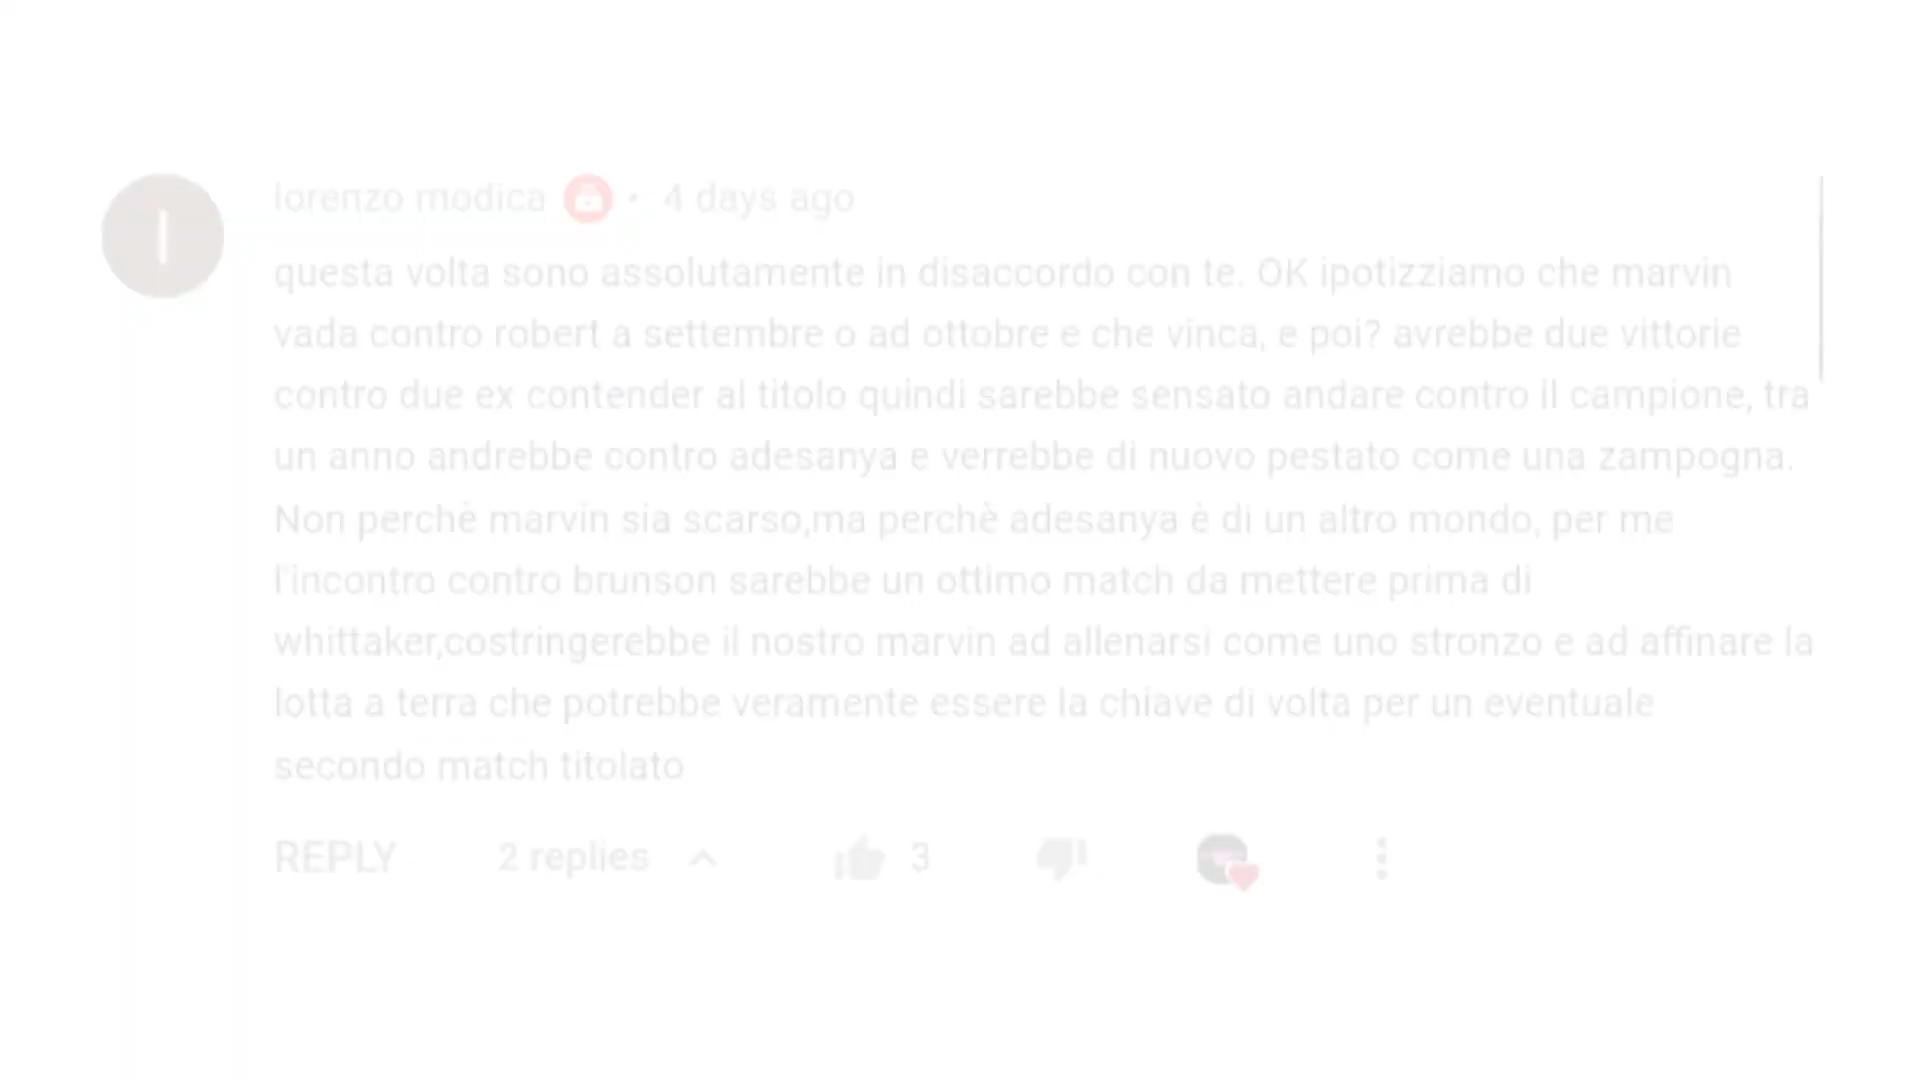 lorenzo modica • 4 days ago
questa volta sono assolutamente in disaccordo con te. OK ipotizziamo che marvin
vada contro robert a settembre o ad ottobre e che vinca, e poi? avrebbe due vittorie
contro due ex contender al titolo quindi sarebbe sensato andare contro il campione, tra
un anno andrebbe contro adesanya e verrebbe di nuovo pestato come una zampogna.
Non perchè marvin sia scarso,ma perchè adesanya è di un altro mondo, per me
l'incontro contro brunson sarebbe un ottimo match da mettere prima di
whittaker,costringerebbe il nostro marvin ad allenarsi come uno stronzo e ad affinare la
lotta a terra che potrebbe veramente essere la chiave di volta per un eventuale
secondo match titolato
REPLY 2 replies 3